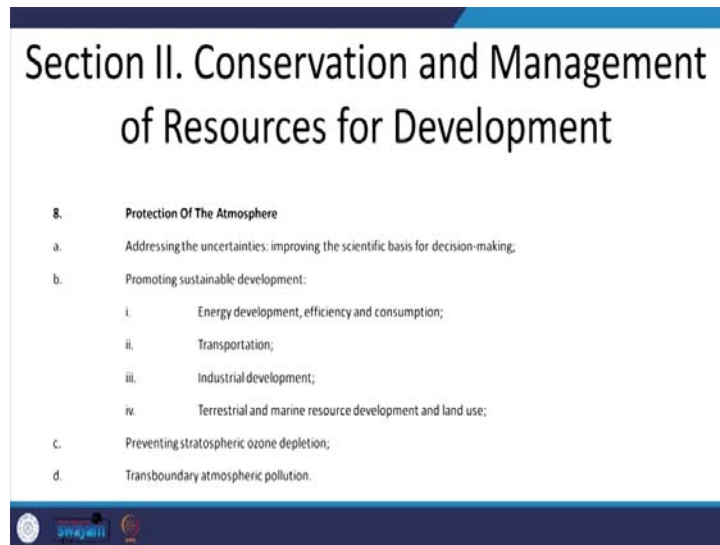 Section II. Conservation and Management
of Resources for Development
8. Protection Of The Atmosphere
a. Addressing the uncertainties: improving the scientific basis for decision-making;
b. Promoting sustainable development:
i. Energy development, efficiency and consumption;
ii. Transportation;
iii. Industrial development;
iv. Terrestrial and marine resource development and land use;
c. Preventing stratospheric ozone depletion;
d. Transboundary atmospheric pollution.
swayam